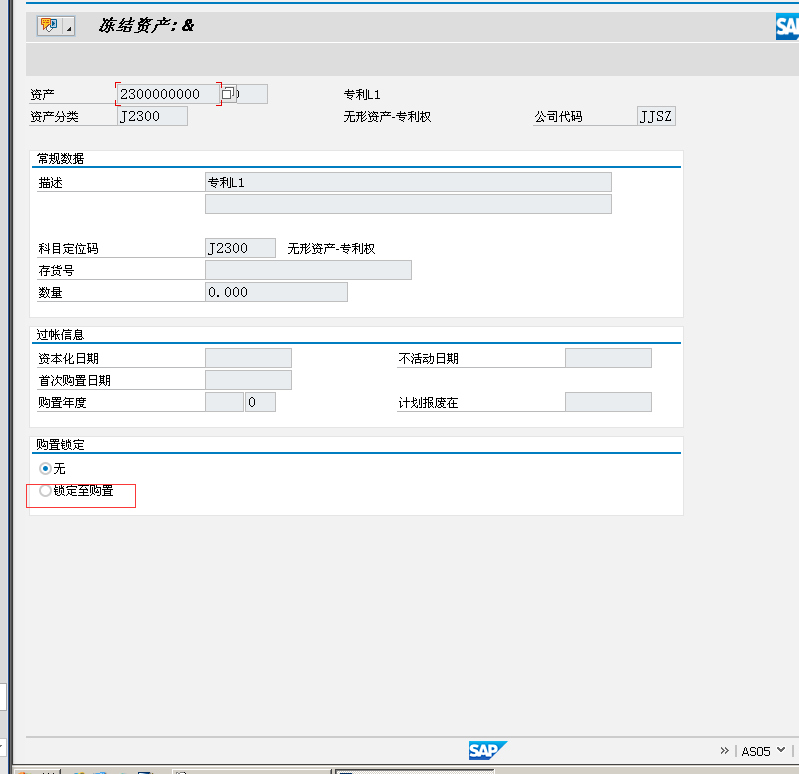 冻结资产: &
SAP
资产 2300000000 专利L1
资产分类 J2300 无形资产-专利权 公司代码 JJSZ
常规数据
描述 专利L1
科目定位码 J2300 无形资产-专利权
存货号
数量 0.000
过帐信息
资本化日期 不活动日期
首次购置日期
购置年度 0 计划报废在
购置锁定
无
锁定至购置
SAP
» AS05